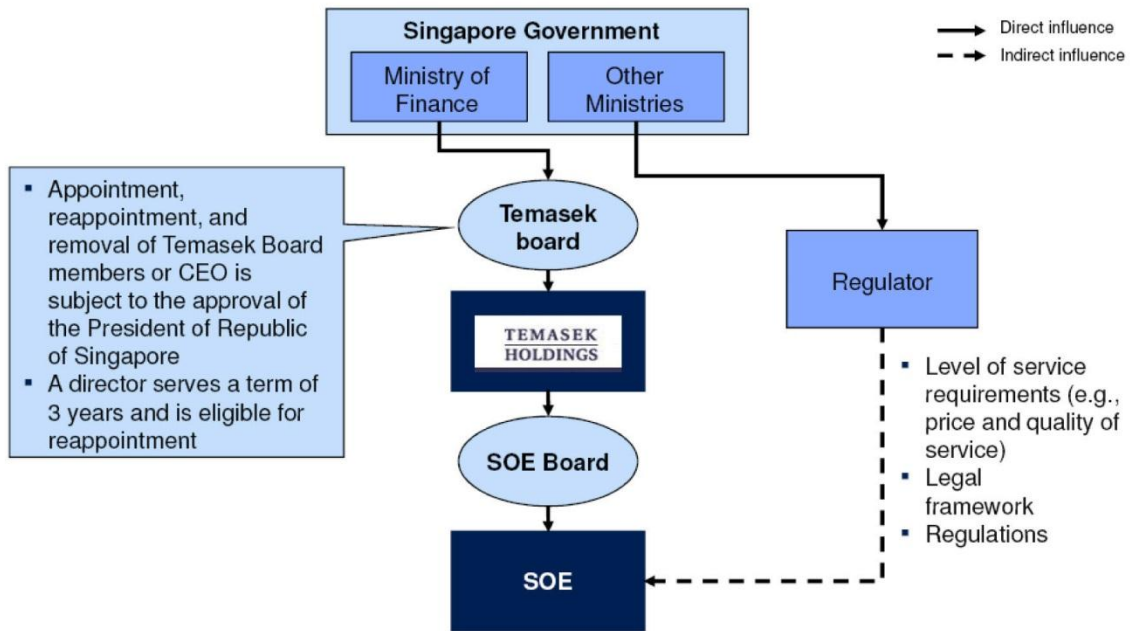 Singapore Government
Ministry of
Finance
Other
Ministries
Direct influence
Indirect influence
▪ Appointment,
reappointment, and
removal of Temasek Board
members or CEO is
subject to the approval of
the President of Republic
of Singapore
▪ A director serves a term of
3 years and is eligible for
reappointment
Temasek
board
TEMASEK
HOLDINGS
SOE Board
SOE
Regulator
▪ Level of service
requirements (e.g.,
price and quality of
service)
▪ Legal
framework
▪ Regulations